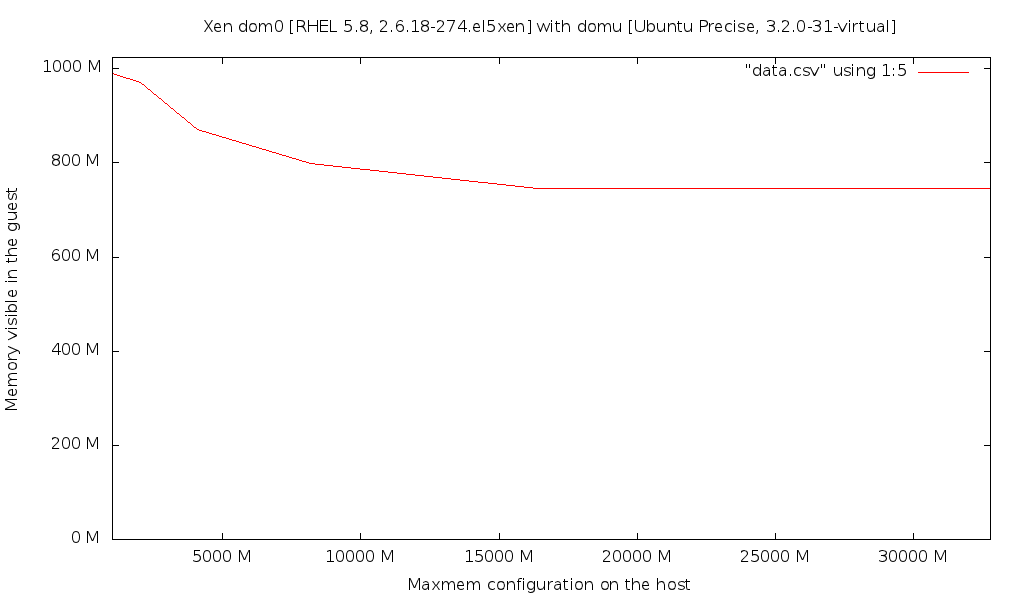 Xen dom0 [RHEL 5.8, 2.6.18-274.el5xen] with domu [Ubuntu Precise, 3.2.0-31-virtual]
"data.csv" using 1:5
1000 M
800 M
600 M
400 M
200 M
0 M
Memory visible in the guest
5000 M 10000 M 15000 M 20000 M 25000 M 30000 M
Maxmem configuration on the host